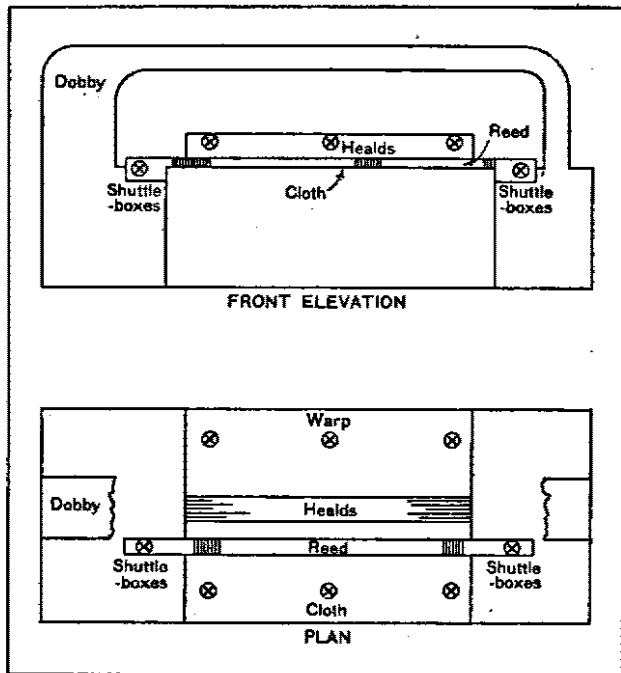 Dobby
Reed
Healds
Shuttle
-boxes
Cloth
Shuttle
-boxes
FRONT ELEVATION
Warp
Dobby
Healds
Reed
Shuttle
-boxes
Shuttle
-boxes
Cloth
PLAN